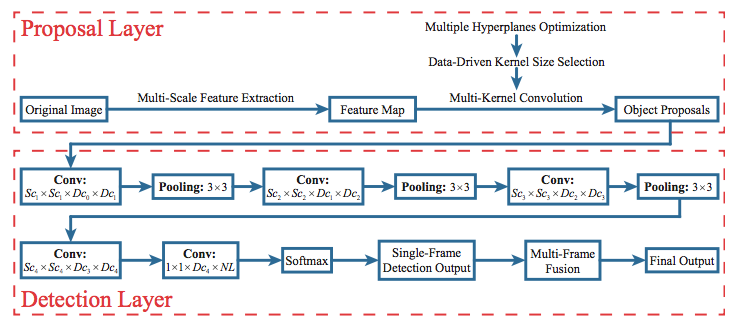 Proposal Layer
Multiple Hyperplanes Optimization
Data-Driven Kernel Size Selection
Original Image
Multi-Scale Feature Extraction
Feature Map
Multi-Kernel Convolution
Object Proposals
Conv:
Sc₁×Sc₁×Dc₀×Dc₁
Pooling: 3×3
Conv:
Sc₂×Sc₂×Dc₁×Dc₂
Pooling: 3×3
Conv:
Sc₃×Sc₃×Dc₂×Dc₃
Pooling: 3×3
Conv:
Sc₄×Sc₄×Dc₃×Dc₄
Conv:
1×1×Dc₄×NL
Softmax
Single-Frame
Detection Output
Multi-Frame
Fusion
Final Output
Detection Layer